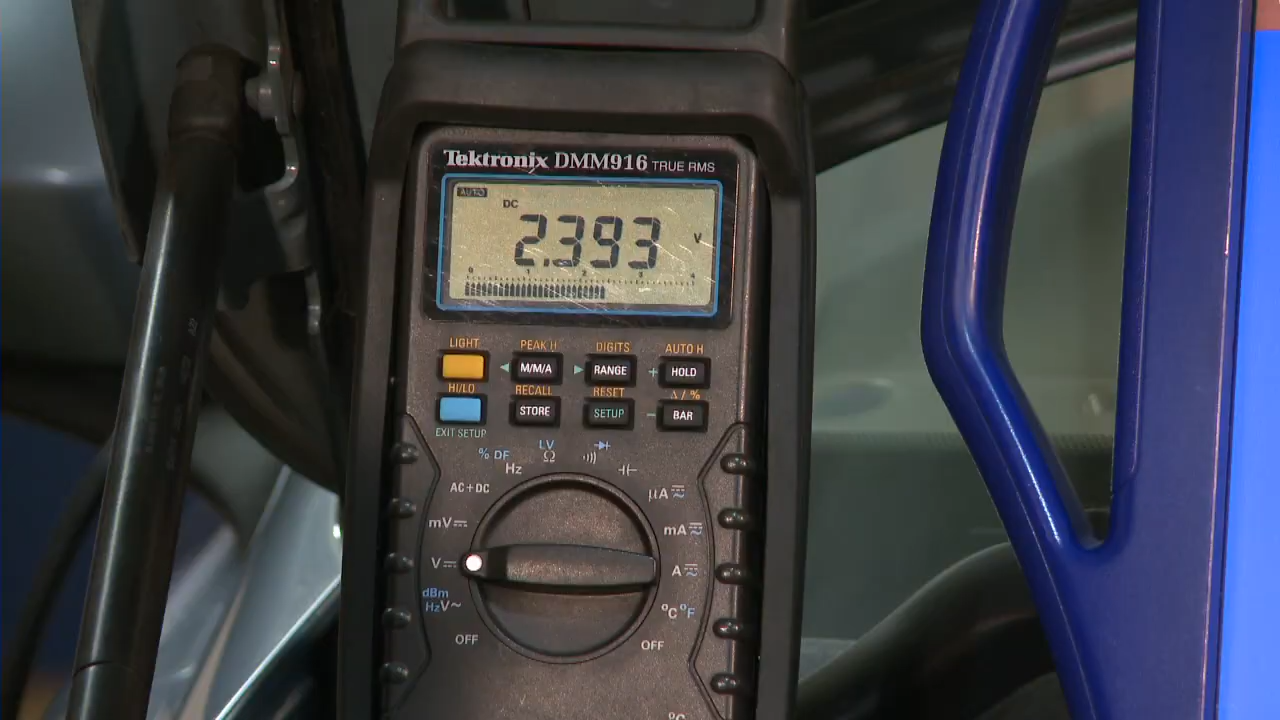 Tektronix DMM916 TRUE RMS
AUTO
DC
2.393 V
0 1 2 3 4
LIGHT PEAK H DIGITS AUTO H
M/M/A RANGE + HOLD
HI/LO RECALL RESET Δ / %
STORE SETUP − BAR
EXIT SETUP
% DF LV
Hz Ω
AC+DC μA
mV mA
V A
dBm
HzV~ °C°F
OFF OFF
°C